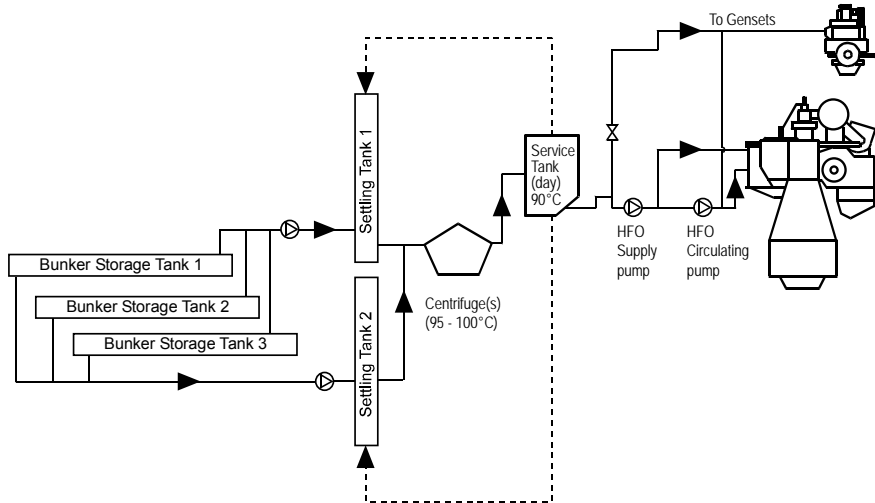 To Gensets
Settling Tank 1
Service
Tank
(day)
90°C
HFO
Supply
pump
HFO
Circulating
pump
Bunker Storage Tank 1
Bunker Storage Tank 2
Bunker Storage Tank 3
Centrifuge(s)
(95 - 100°C)
Settling Tank 2